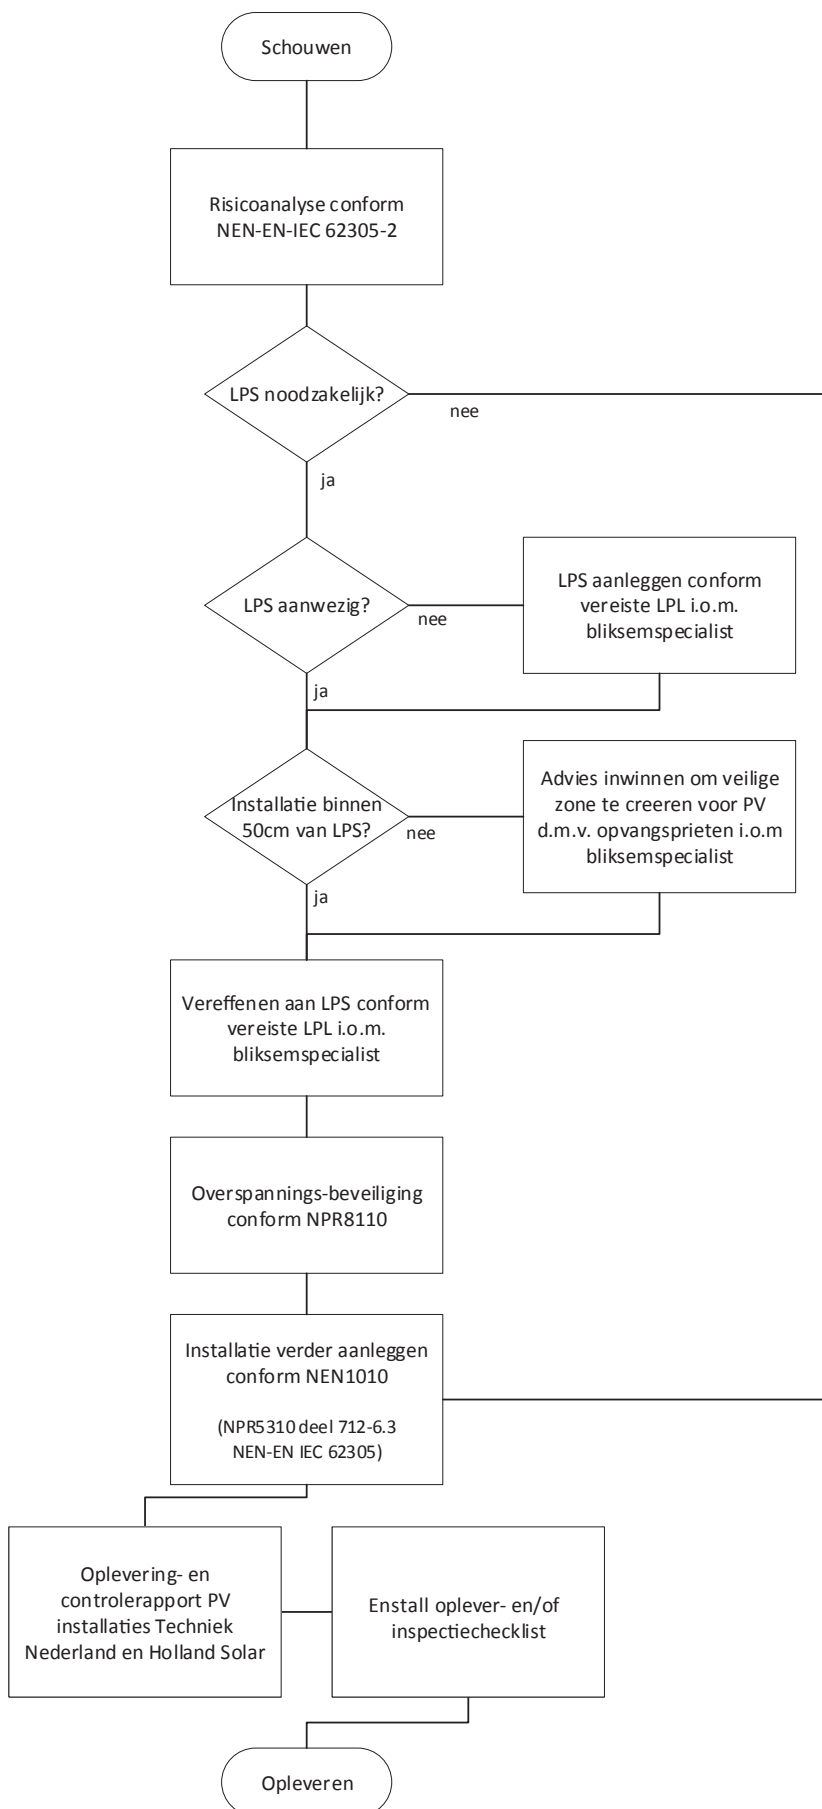 Schouwen
Risicoanalyse conform
NEN-EN-IEC 62305-2
LPS noodzakelijk?
nee
ja
LPS aanwezig?
nee
LPS aanleggen conform
vereiste LPL i.o.m.
bliksemspecialist
ja
Installatie binnen
50cm van LPS?
nee
Advies inwinnen om veilige
zone te creeren voor PV
d.m.v. opvangsprieten i.o.m
bliksemspecialist
ja
Vereffenen aan LPS conform
vereiste LPL i.o.m.
bliksemspecialist
Overspannings-beveiliging
conform NPR8110
Installatie verder aanleggen
conform NEN1010
(NPR5310 deel 712-6.3
NEN-EN IEC 62305)
Oplevering- en
controlerapport PV
installaties Techniek
Nederland en Holland Solar
Enstall oplever- en/of
inspectiechecklist
Opleveren